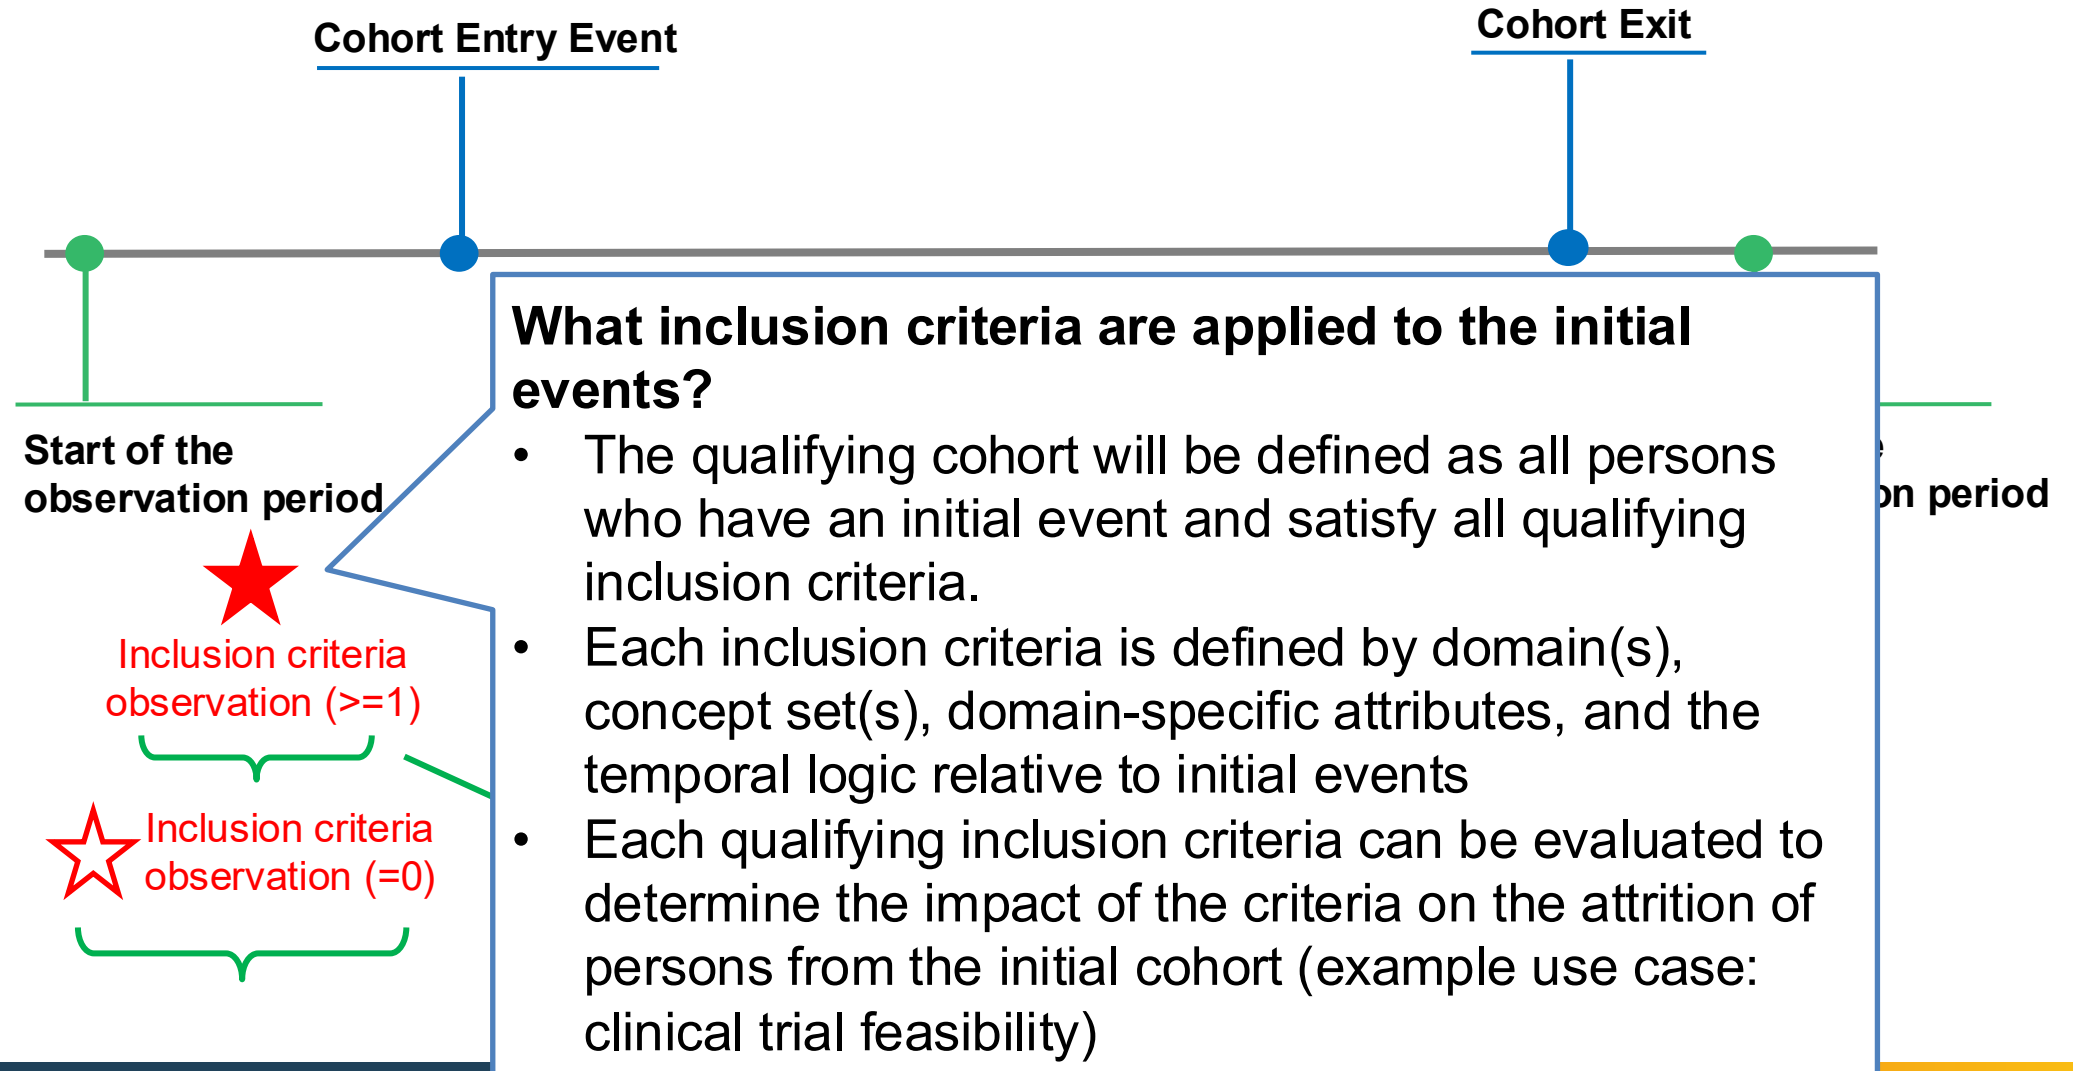 Cohort Entry Event
Cohort Exit
Start of the
observation period
Inclusion criteria
observation (>=1)
Inclusion criteria
observation (=0)
What inclusion criteria are applied to the initial
events?
• The qualifying cohort will be defined as all persons
who have an initial event and satisfy all qualifying
inclusion criteria.
• Each inclusion criteria is defined by domain(s),
concept set(s), domain-specific attributes, and the
temporal logic relative to initial events
• Each qualifying inclusion criteria can be evaluated to
determine the impact of the criteria on the attrition of
persons from the initial cohort (example use case:
clinical trial feasibility)
period